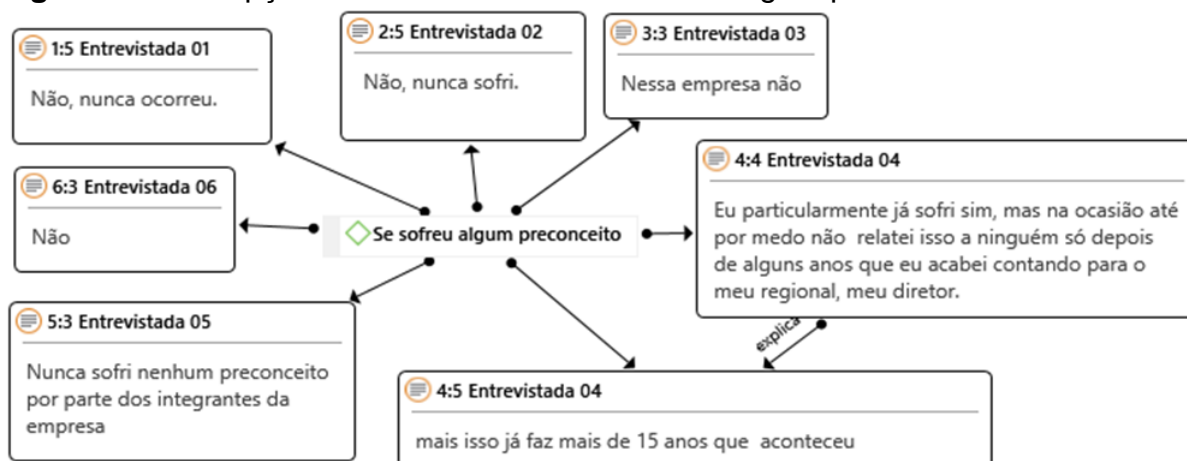 1:5 Entrevistada 01
Não, nunca ocorreu.
2:5 Entrevistada 02
Não, nunca sofri.
3:3 Entrevistada 03
Nessa empresa não
4:4 Entrevistada 04
Eu particularmente já sofri sim, mas na ocasião até
por medo não relatei isso a ninguém só depois
de alguns anos que eu acabei contando para o
meu regional, meu diretor.
6:3 Entrevistada 06
Não
Se sofreu algum preconceito
5:3 Entrevistada 05
Nunca sofri nenhum preconceito
por parte dos integrantes da
empresa
explica
4:5 Entrevistada 04
mais isso já faz mais de 15 anos que aconteceu